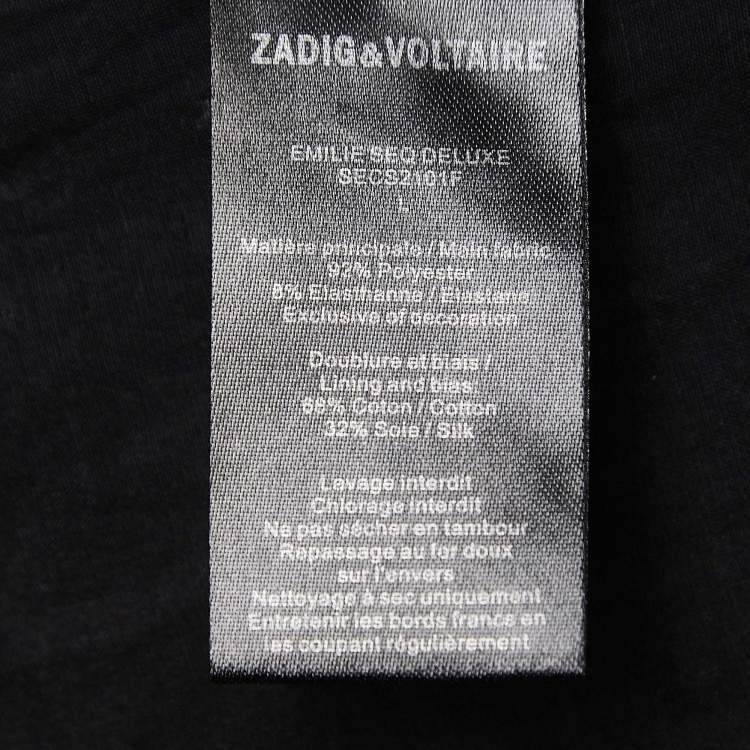 ZADIG&VOLTAIRE
EMILIE SEQ DELUXE
SECS2101F
L
Matière principale / Main fabric
92% Polyester
8% Elasthanne / Elastane
Exclusive of decoration
Doublure et biais /
Lining and bias:
68% Coton / Cotton
32% Soie / Silk
Lavage interdit
Chlorage interdit
Ne pas sécher en tambour
Repassage au fer doux
sur l'envers
Nettoyage à sec uniquement
Entretenir les bords francs en
les coupant régulièrement